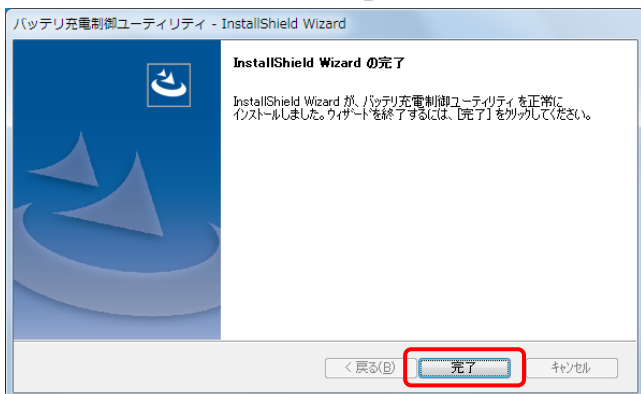 バッテリ充電制御ユーティリティ - InstallShield Wizard
InstallShield Wizard の完了
InstallShield Wizard が、バッテリ充電制御ユーティリティ を正常に
インストールしました。ウィザードを終了するには、[完了] をクリックしてください。
< 戻る(B)
完了
キャンセル